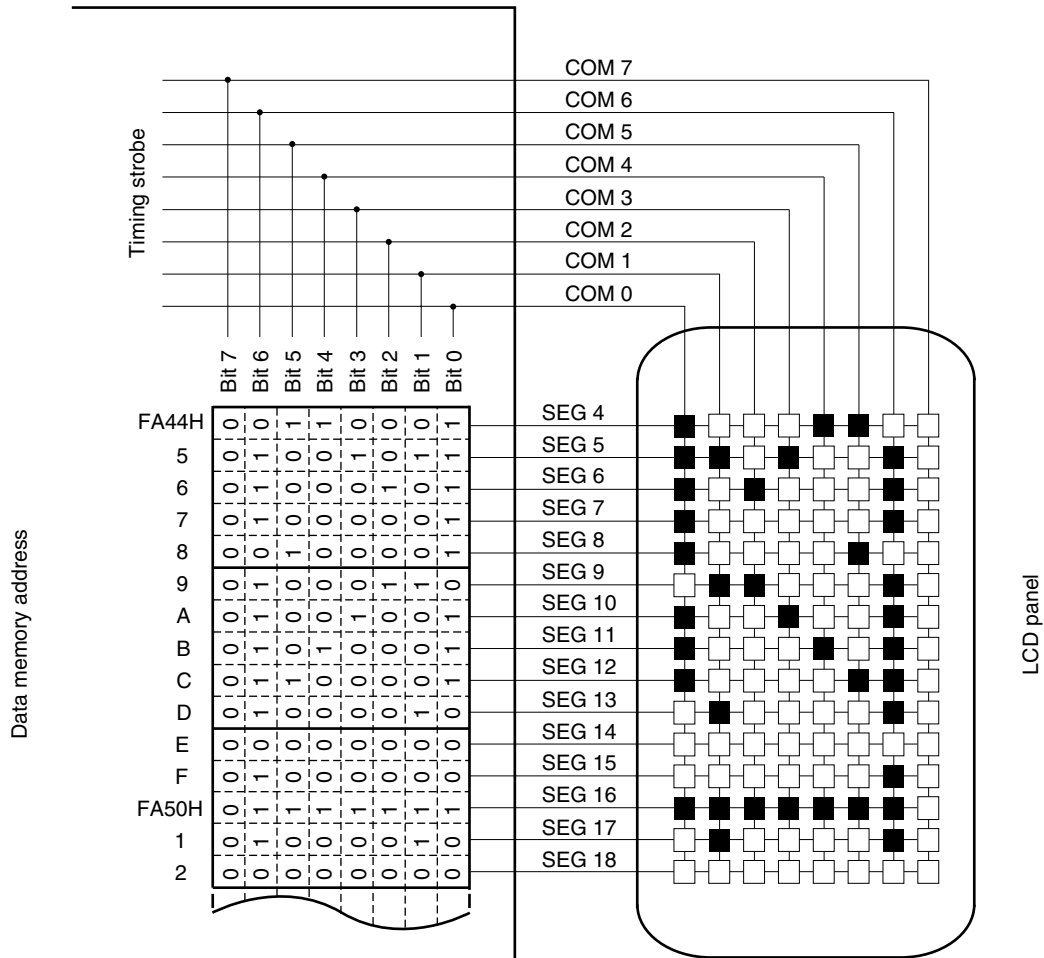 COM 7
COM 6
COM 5
COM 4
COM 3
COM 2
COM 1
COM 0
Timing strobe
Bit 7 Bit 6 Bit 5 Bit 4 Bit 3 Bit 2 Bit 1 Bit 0
FA44H 0 0 1 1 0 0 0 1 SEG 4
5 0 1 0 0 1 0 1 1 SEG 5
6 0 1 0 0 0 1 0 1 SEG 6
7 0 1 0 0 0 0 0 1 SEG 7
8 0 0 1 0 0 0 0 1 SEG 8
9 0 1 0 0 0 1 1 0 SEG 9
A 0 1 0 0 1 0 0 1 SEG 10
B 0 1 0 1 0 0 0 1 SEG 11
C 0 1 1 0 0 0 0 1 SEG 12
D 0 1 0 0 0 0 1 0 SEG 13
E 0 0 0 0 0 0 0 0 SEG 14
F 0 1 0 0 0 0 0 0 SEG 15
FA50H 0 1 1 1 1 1 1 1 SEG 16
1 0 1 0 0 0 0 1 0 SEG 17
2 0 0 0 0 0 0 0 0 SEG 18
Data memory address
LCD panel